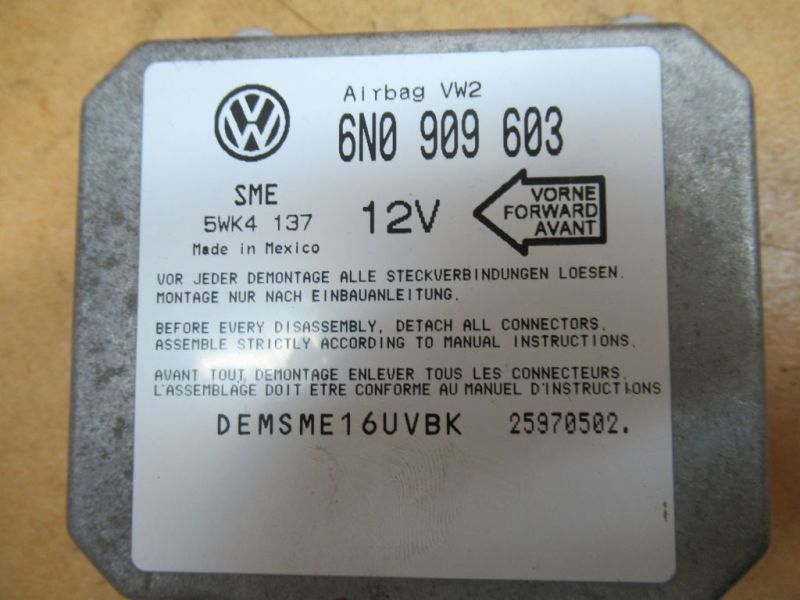 Airbag VW2
6N0 909 603
SME
5WK4 137
Made in Mexico
12V
VORNE
FORWARD
AVANT
VOR JEDER DEMONTAGE ALLE STECKVERBINDUNGEN LOESEN.
MONTAGE NUR NACH EINBAUANLEITUNG.
BEFORE EVERY DISASSEMBLY, DETACH ALL CONNECTORS.
ASSEMBLE STRICTLY ACCORDING TO MANUAL INSTRUCTIONS.
AVANT TOUT DEMONTAGE ENLEVER TOUS LES CONNECTEURS.
L'ASSEMBLAGE DOIT ETRE CONFORME AU MANUEL D'INSTRUCTIONS
DEMSME16UVBK 25970502.